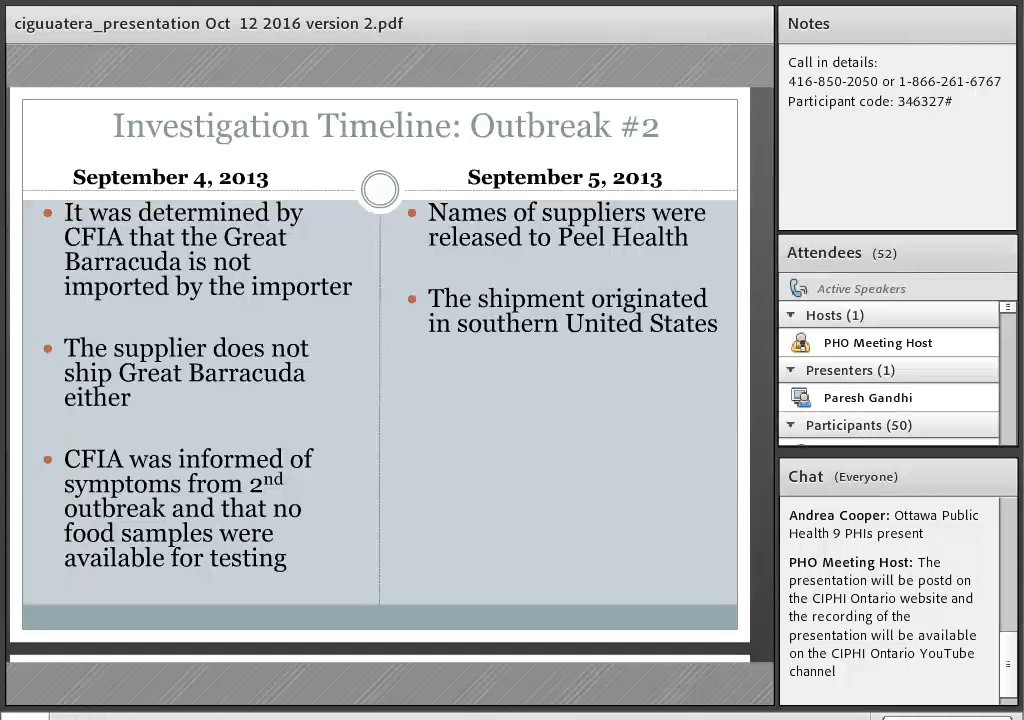 ciguuatera_presentation Oct  12 2016 version 2.pdf
Investigation Timeline: Outbreak #2
September 4, 2013
• It was determined by
CFIA that the Great
Barracuda is not
imported by the importer
• The supplier does not
ship Great Barracuda
either
• CFIA was informed of
symptoms from 2nd
outbreak and that no
food samples were
available for testing
September 5, 2013
• Names of suppliers were
released to Peel Health
• The shipment originated
in southern United States
Notes
Call in details:
416-850-2050 or 1-866-261-6767
Participant code: 346327#
Attendees (52)
Active Speakers
Hosts (1)
PHO Meeting Host
Presenters (1)
Paresh Gandhi
Participants (50)
Chat (Everyone)
Andrea Cooper: Ottawa Public
Health 9 PHIs present
PHO Meeting Host: The
presentation will be postd on
the CIPHI Ontario website and
the recording of the
presentation will be available
on the CIPHI Ontario YouTube
channel